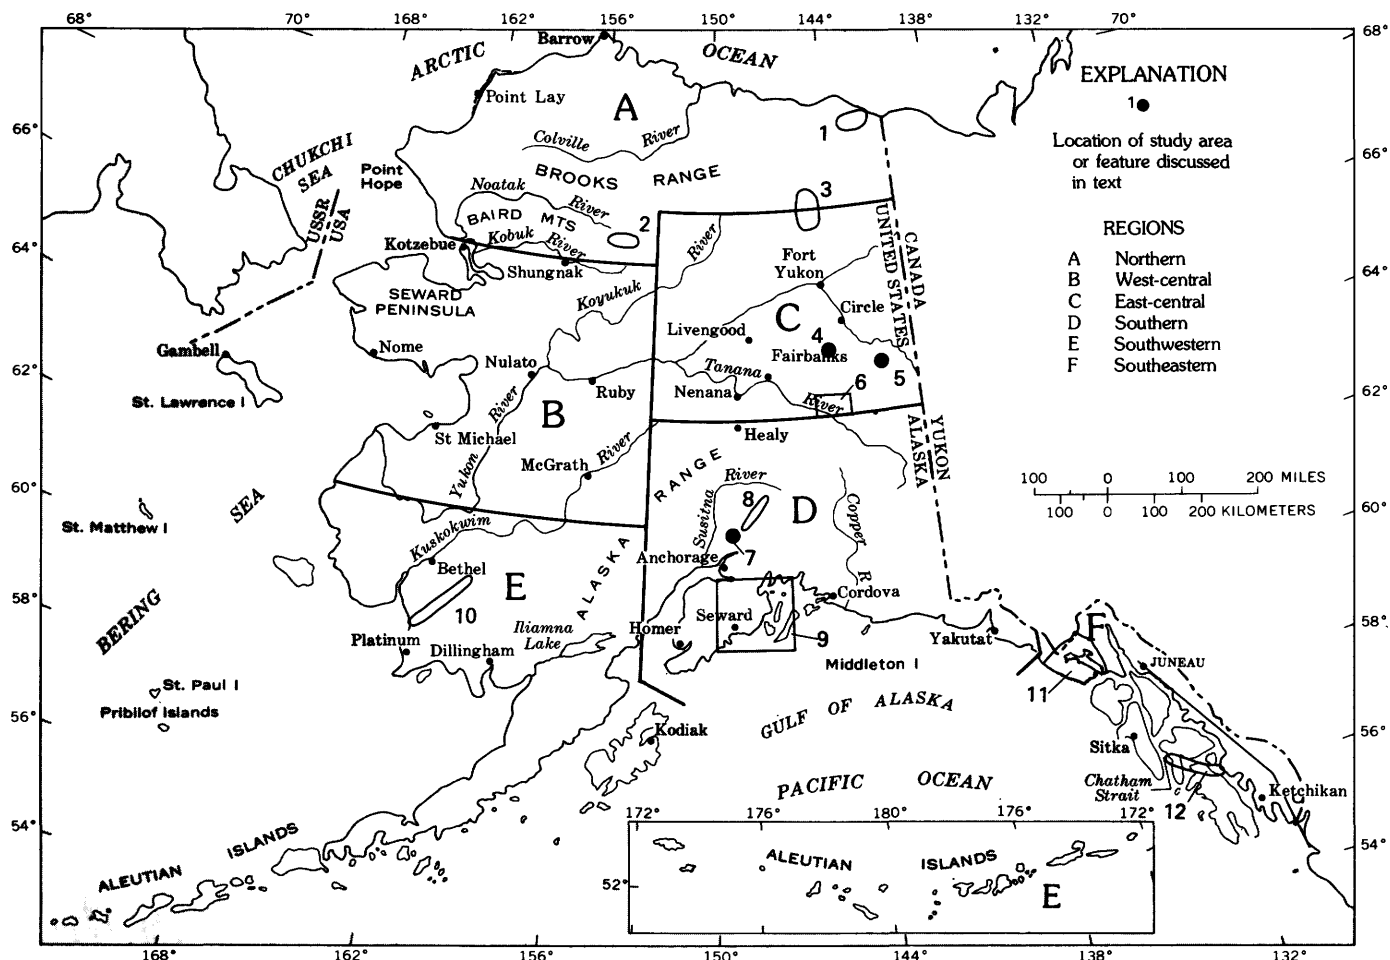 68° 70° 168° 162° 156° 150° 144° 138° 132° 70°
68°
Barrow
ARCTIC OCEAN
EXPLANATION
1
Location of study area
or feature discussed
in text
REGIONS
A Northern
B West-central
C East-central
D Southern
E Southwestern
F Southeastern
Point Lay
A
1
66°
66°
Colville River
CHUKCHI
SEA
Point
Hope
BROOKS RANGE
Noatak River
3
BAIRD MTS
2
USSR
USA
UNITED STATES
CANADA
64°
64°
Kotzebue
Kobuk River
Shungnak
River
Koyukuk
Fort
Yukon
SEWARD
PENINSULA
Circle
C
Livengood
4
Fairbanks
Gambell
Nome
Nulato
62°
62°
Tanana
River
5
6
Ruby
Nenana
St. Lawrence I
River
B
St Michael
Healy
YUKON
ALASKA
McGrath
River
Yukon
RANGE
River
100 0 100 200 MILES
100 0 100 200 KILOMETERS
60°
60°
SEA
St. Matthew I
8
D
Susitna
Copper
R
Kuskokwim
Anchorage
7
Bethel
E
ALASKA
10
Cordova
58°
58°
BERING
Seward
Iliamna
Lake
Homer
9
Yakutat
F
Platinum
Dillingham
Middleton I
JUNEAU
11
St. Paul I
Pribilof Islands
GULF OF ALASKA
56°
56°
Kodiak
Sitka
PACIFIC OCEAN
Chatham
Strait
12
Ketchikan
54°
54°
172° 176° 180° 176° 172°
ALEUTIAN ISLANDS
ALEUTIAN ISLANDS
52°
E
168° 162° 156° 150° 144° 138° 132°